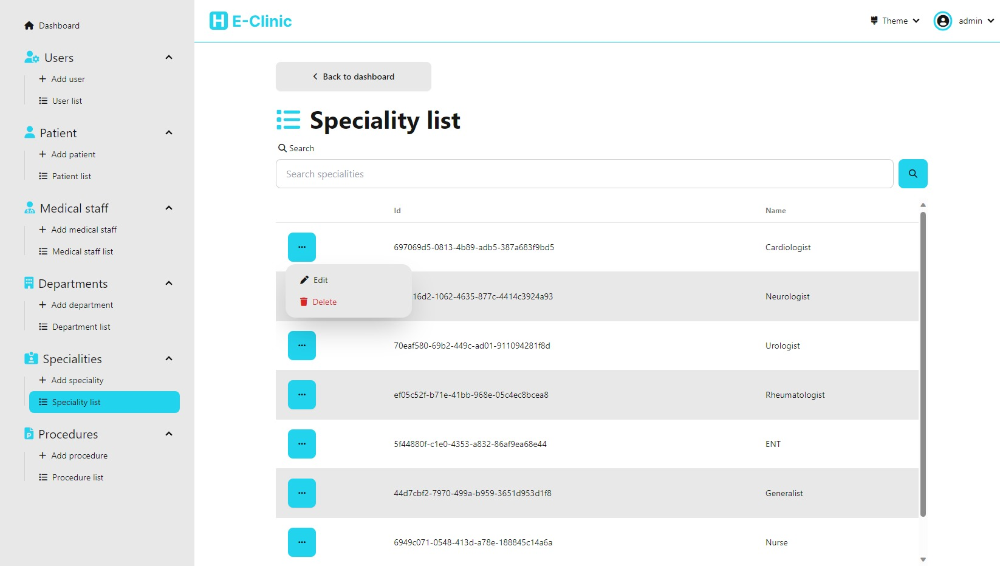 Dashboard
Users
Add user
User list
Patient
Add patient
Patient list
Medical staff
Add medical staff
Medical staff list
Departments
Add department
Department list
Specialities
Add speciality
Speciality list
Procedures
Add procedure
Procedure list
H E-Clinic
Theme
admin
Back to dashboard
Speciality list
Search
Search specialities
Id Name
697069d5-0813-4b89-adb5-387a683f9bd5 Cardiologist
Edit
Delete
16d2-1062-4635-877c-4414c3924a93 Neurologist
70eaf580-69b2-449c-ad01-911094281f8d Urologist
ef05c52f-b71e-41bb-968e-05c4ec8bcea8 Rheumatologist
5f44880f-c1e0-4353-a832-86af9ea68e44 ENT
44d7cbf2-7970-499a-b959-3651d953d1f8 Generalist
6949c071-0548-413d-a78e-188845c14a6a Nurse